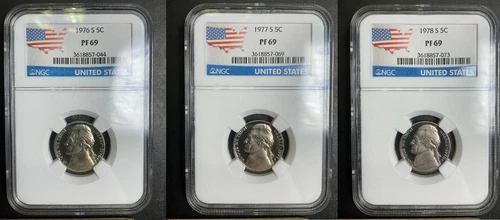 1976 S 5C
PF 69
3618857-044
NGC UNITED STATES
1977 S 5C
PF 69
3618857-069
NGC UNITED STATES
1978 S 5C
PF 69
3618857-073
NGC UNITED STATES